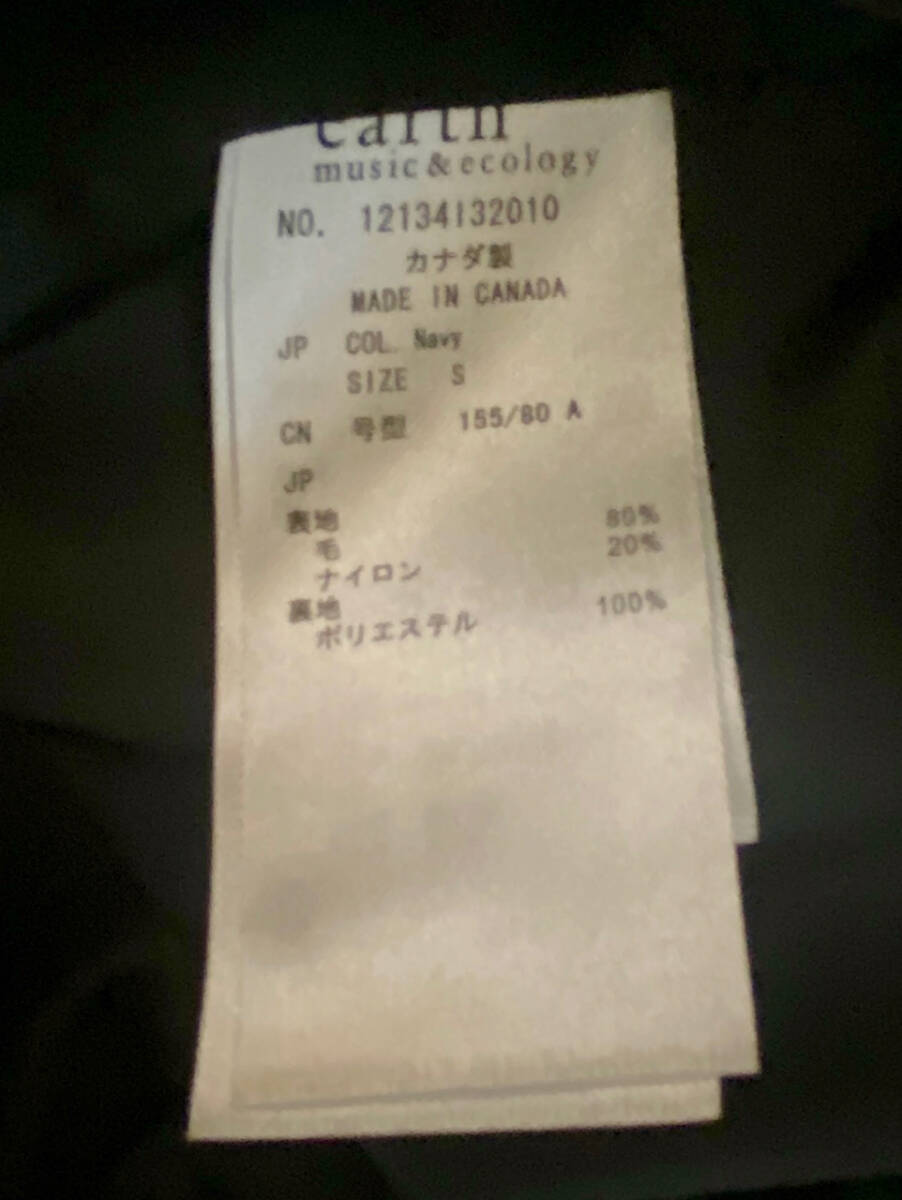 earth
music & ecology
NO. 12134132010
カナダ製
MADE IN CANADA
JP COL. Navy
SIZE S
CN 号型 155/80 A
JP
表地
毛 80%
ナイロン 20%
裏地
ポリエステル 100%